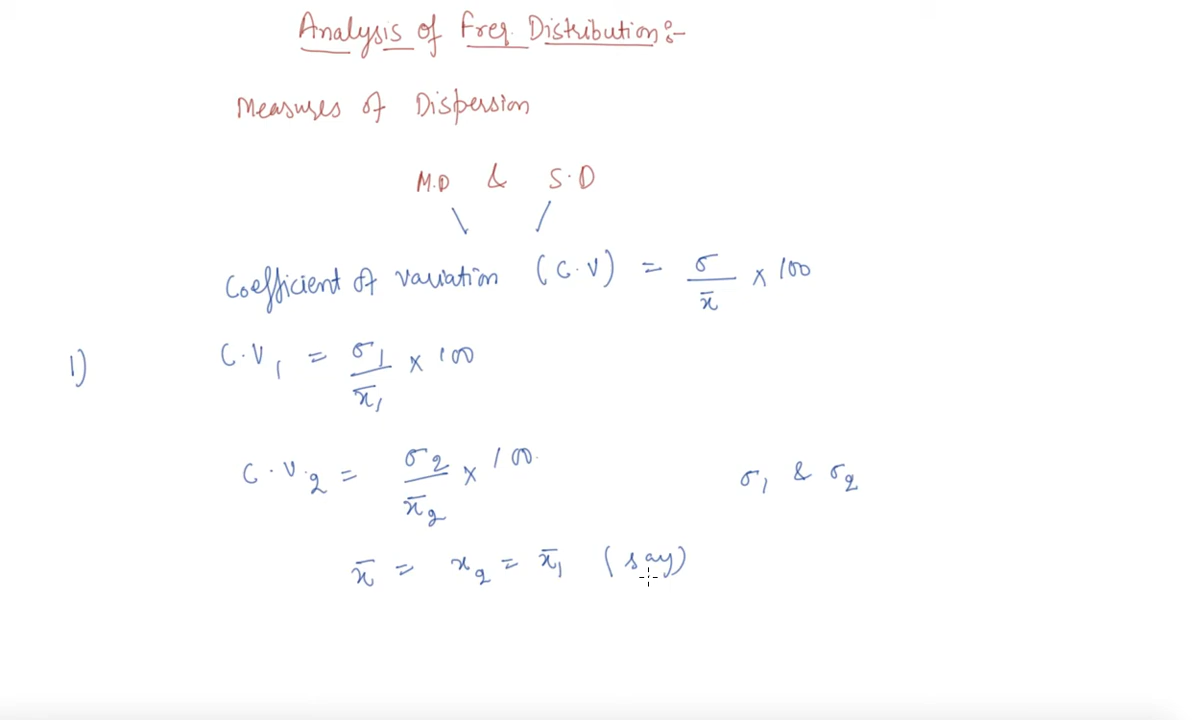 Analysis of Freq. Distribution:-
Measures of Dispersion
M.D & S.D
Coefficient of variation (C.V) = σ/x̄ × 100
1) C.V₁ = σ₁/x̄₁ × 100
C.V.₂ = σ₂/x̄₂ × 100. σ₁ & σ₂
x̄ = x₂ = x̄₁ (say)